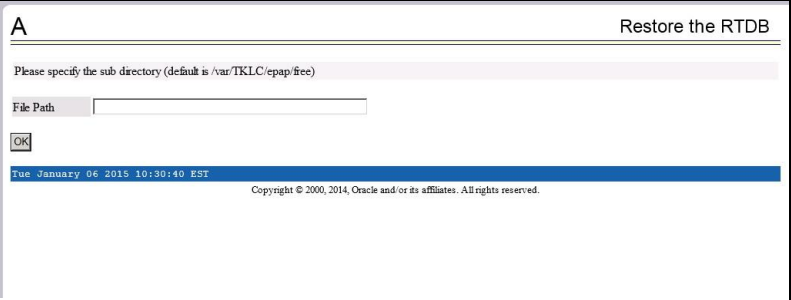 A
Restore the RTDB
Please specify the sub directory (default is /var/TKLC/epap/free)
File Path
OK
Tue January 06 2015 10:30:40 EST
Copyright © 2000, 2014, Oracle and/or its affiliates. All rights reserved.